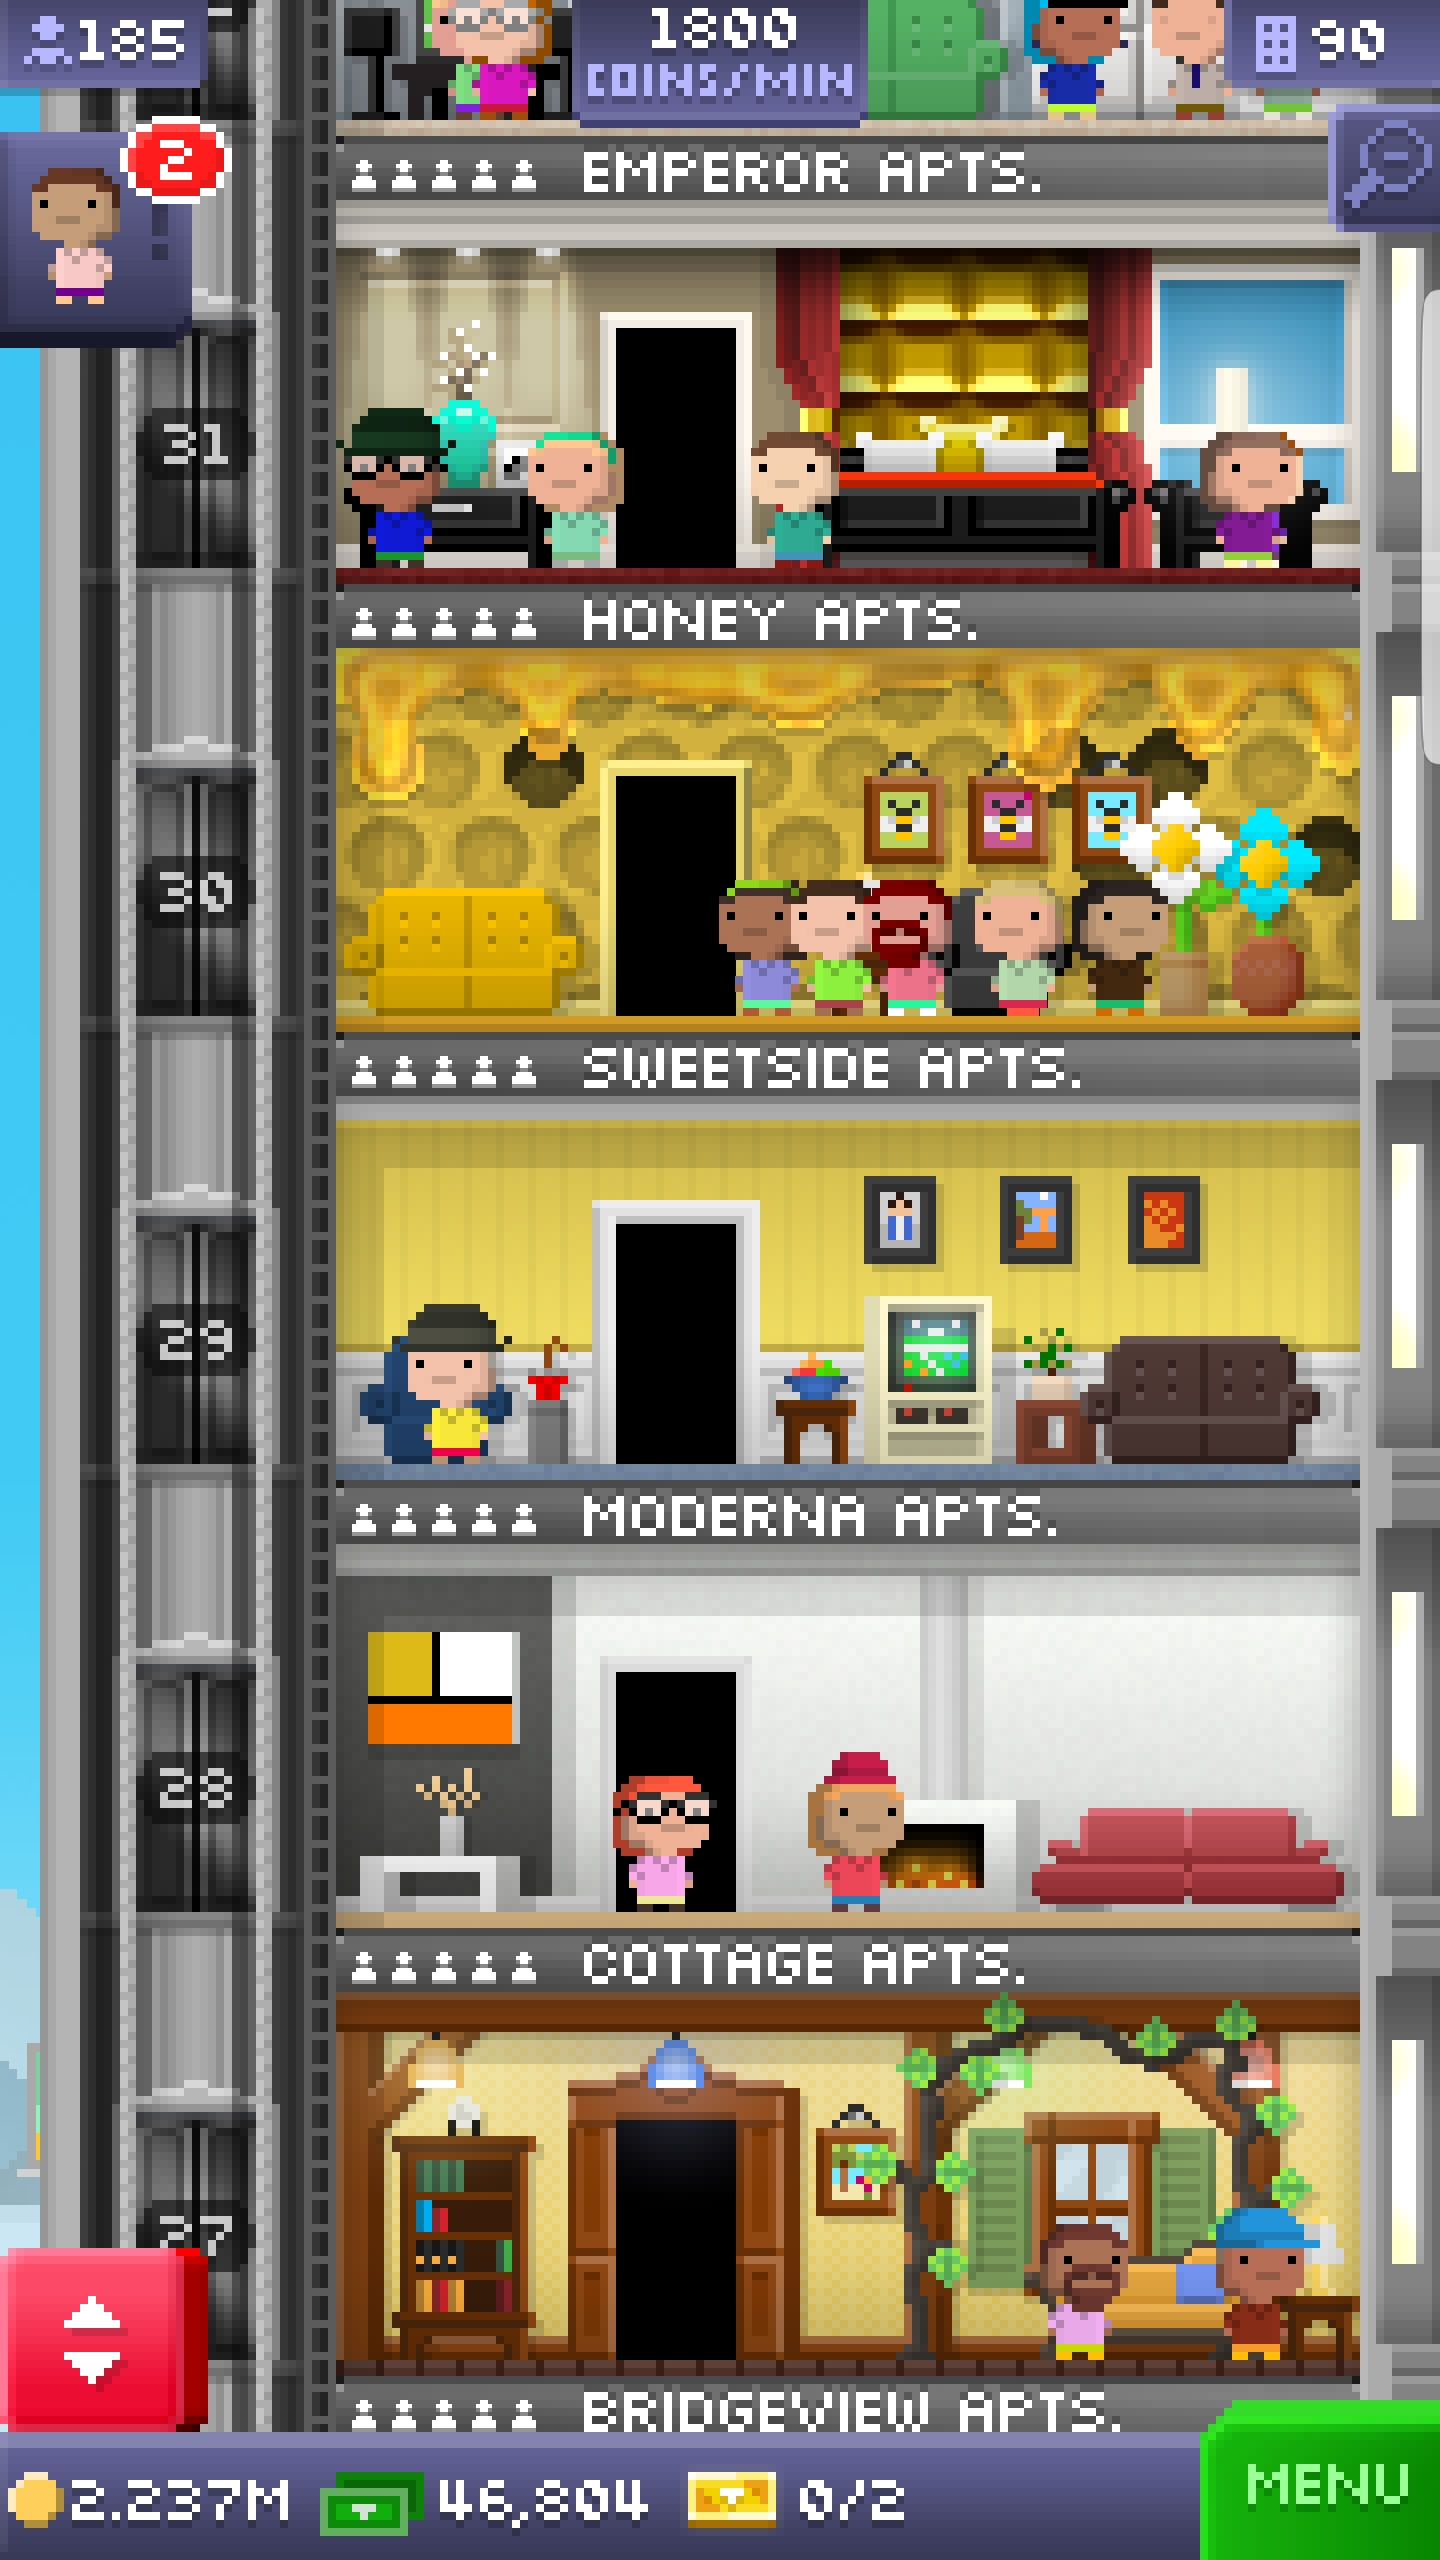 185
1800
COINS/MIN
90
2
EMPEROR APTS.
31
HONEY APTS.
30
SWEETSIDE APTS.
29
MODERNA APTS.
28
COTTAGE APTS.
27
BRIDGEVIEW APTS.
2.237M
46,804
0/2
MENU